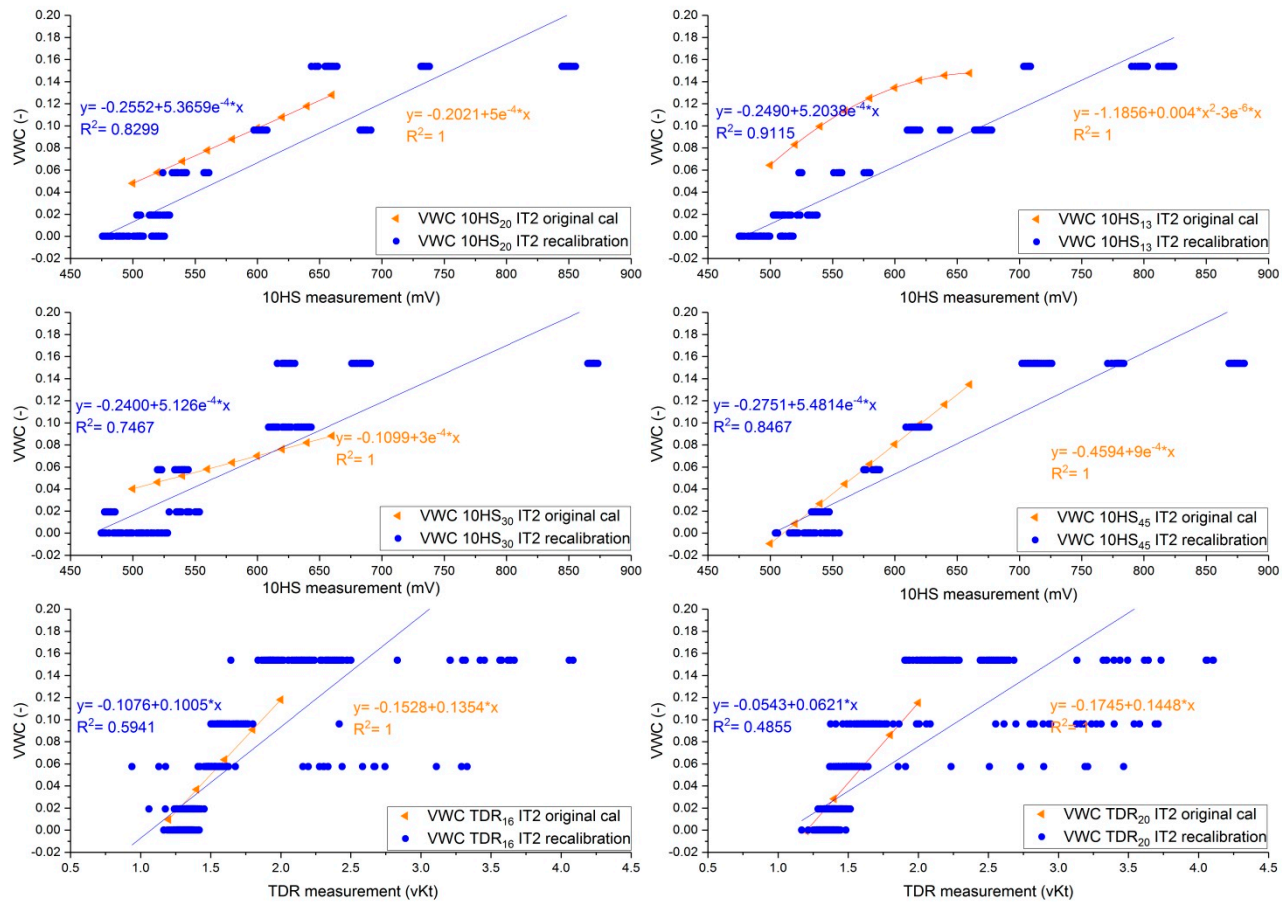 0.20
0.18
0.16
0.14
0.12
0.10
0.08
0.06
0.04
0.02
0.00
-0.02
VWC (-)
y= -0.2552+5.3659e⁻⁴*x
R²= 0.8299
y= -0.2021+5e⁻⁴*x
R²= 1
VWC 10HS₂₀ IT2 original cal
VWC 10HS₂₀ IT2 recalibration
450 500 550 600 650 700 750 800 850 900
10HS measurement (mV)
0.20
0.18
0.16
0.14
0.12
0.10
0.08
0.06
0.04
0.02
0.00
-0.02
VWC (-)
y= -0.2490+5.2038e⁻⁴*x
R²= 0.9115
y= -1.1856+0.004*x²-3e⁻⁶*x
R²= 1
VWC 10HS₁₃ IT2 original cal
VWC 10HS₁₃ IT2 recalibration
450 500 550 600 650 700 750 800 850 900
10HS measurement (mV)
0.20
0.18
0.16
0.14
0.12
0.10
0.08
0.06
0.04
0.02
0.00
-0.02
VWC (-)
y= -0.2400+5.126e⁻⁴*x
R²= 0.7467
y= -0.1099+3e⁻⁴*x
R²= 1
VWC 10HS₃₀ IT2 original cal
VWC 10HS₃₀ IT2 recalibration
450 500 550 600 650 700 750 800 850 900
10HS measurement (mV)
0.20
0.18
0.16
0.14
0.12
0.10
0.08
0.06
0.04
0.02
0.00
-0.02
VWC (-)
y= -0.2751+5.4814e⁻⁴*x
R²= 0.8467
y= -0.4594+9e⁻⁴*x
R²= 1
VWC 10HS₄₅ IT2 original cal
VWC 10HS₄₅ IT2 recalibration
450 500 550 600 650 700 750 800 850 900
10HS measurement (mV)
0.20
0.18
0.16
0.14
0.12
0.10
0.08
0.06
0.04
0.02
0.00
-0.02
VWC (-)
y= -0.1076+0.1005*x
R²= 0.5941
y= -0.1528+0.1354*x
R²= 1
VWC TDR₁₆ IT2 original cal
VWC TDR₁₆ IT2 recalibration
0.5 1.0 1.5 2.0 2.5 3.0 3.5 4.0 4.5
TDR measurement (vKt)
0.20
0.18
0.16
0.14
0.12
0.10
0.08
0.06
0.04
0.02
0.00
-0.02
VWC (-)
y= -0.0543+0.0621*x
R²= 0.4855
y= -0.1745+0.1448*x
R²= 1
VWC TDR₂₀ IT2 original cal
VWC TDR₂₀ IT2 recalibration
0.5 1.0 1.5 2.0 2.5 3.0 3.5 4.0 4.5
TDR measurement (vKt)